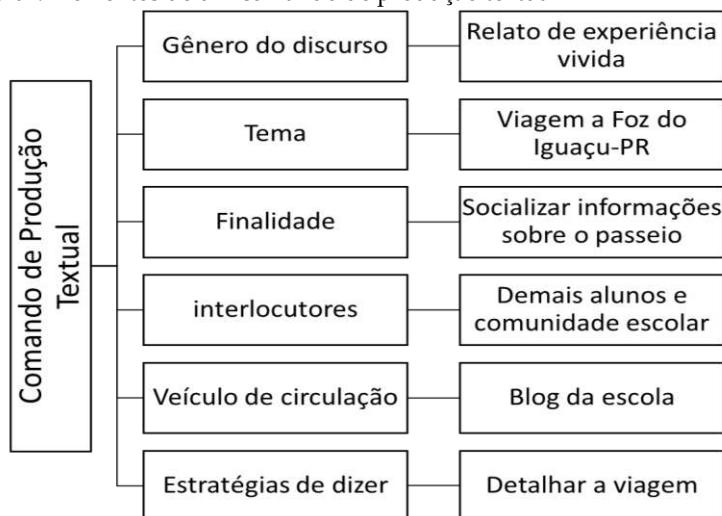 Comando de Produção
Textual
Gênero do discurso
Relato de experiência
vivida
Tema
Viagem a Foz do
Iguaçu-PR
Finalidade
Socializar informações
sobre o passeio
interlocutores
Demais alunos e
comunidade escolar
Veículo de circulação
Blog da escola
Estratégias de dizer
Detalhar a viagem